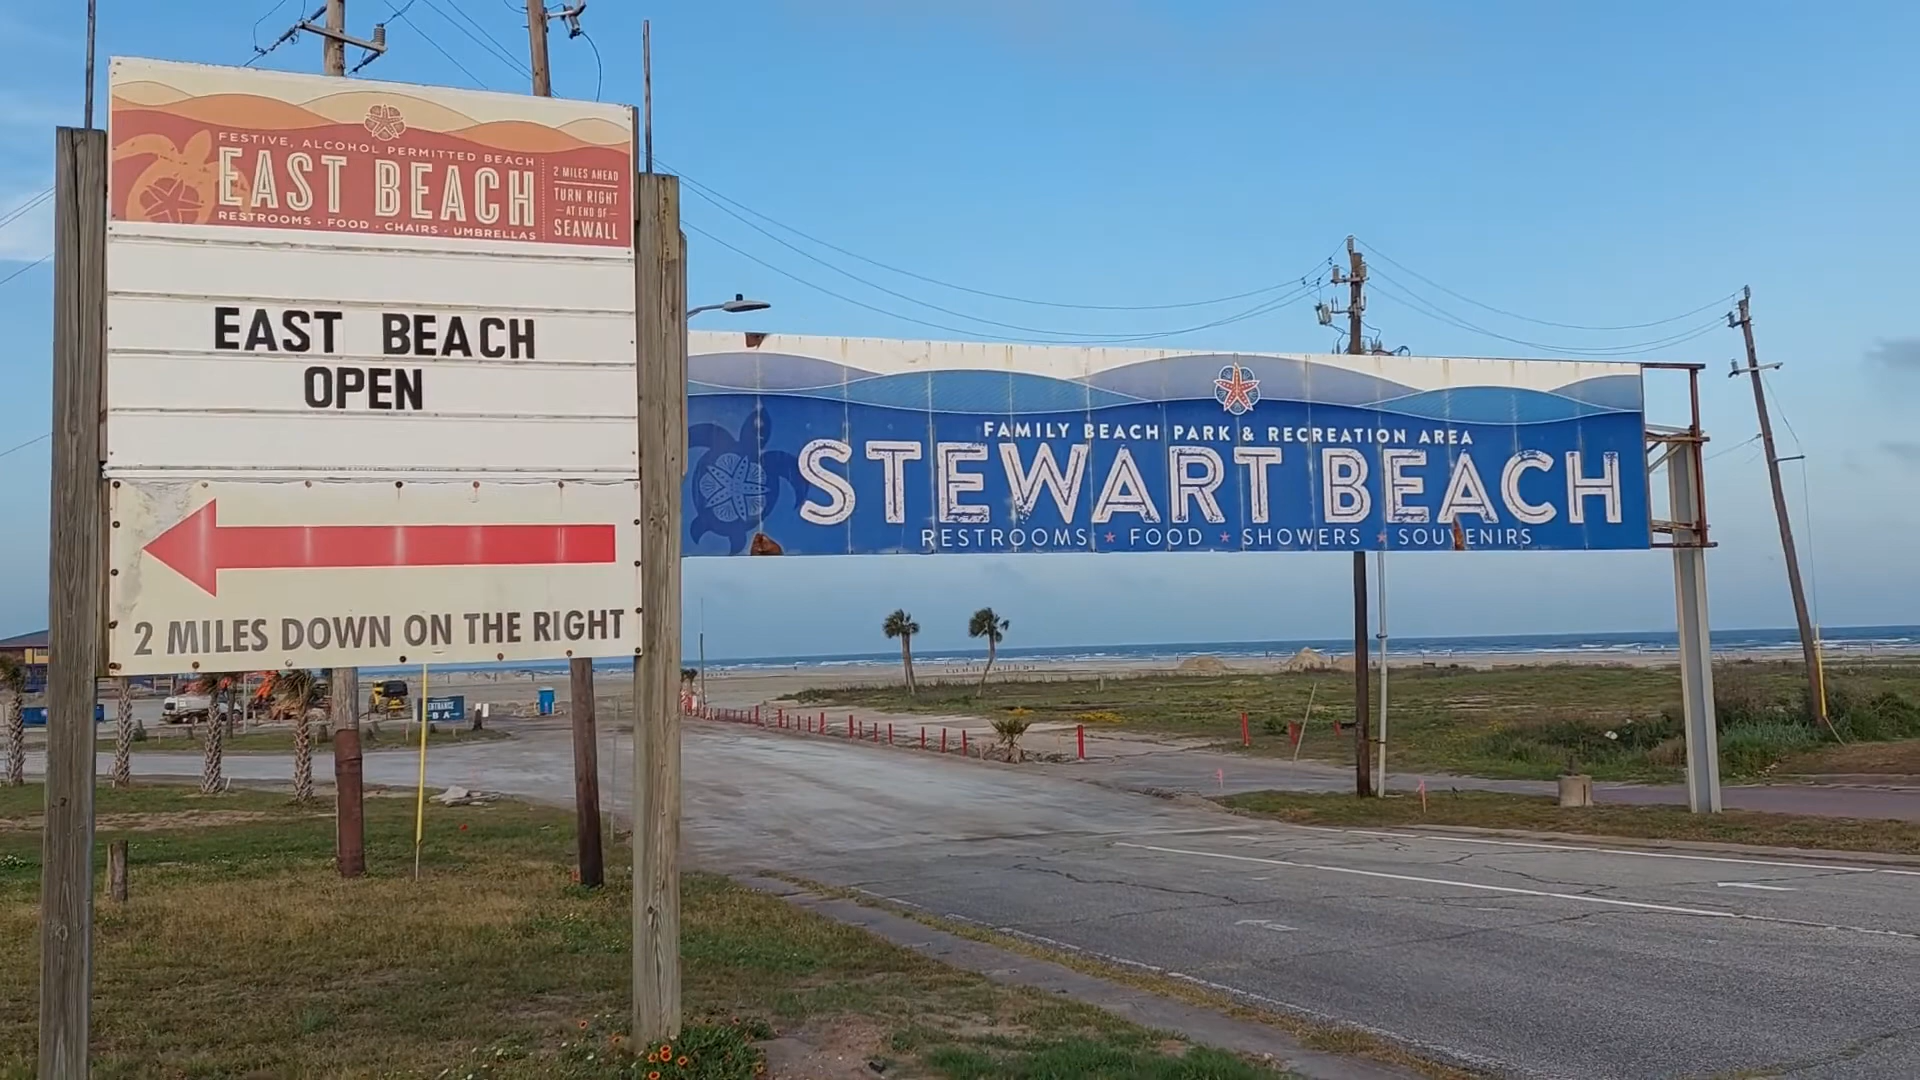 FESTIVE, ALCOHOL PERMITTED BEACH
EAST BEACH
RESTROOMS · FOOD · CHAIRS · UMBRELLAS
2 MILES AHEAD
TURN RIGHT
AT END OF
SEAWALL
EAST BEACH
OPEN
2 MILES DOWN ON THE RIGHT
FAMILY BEACH PARK & RECREATION AREA
STEWART BEACH
RESTROOMS ★ FOOD ★ SHOWERS ★ SOUVENIRS
ENTRANCE